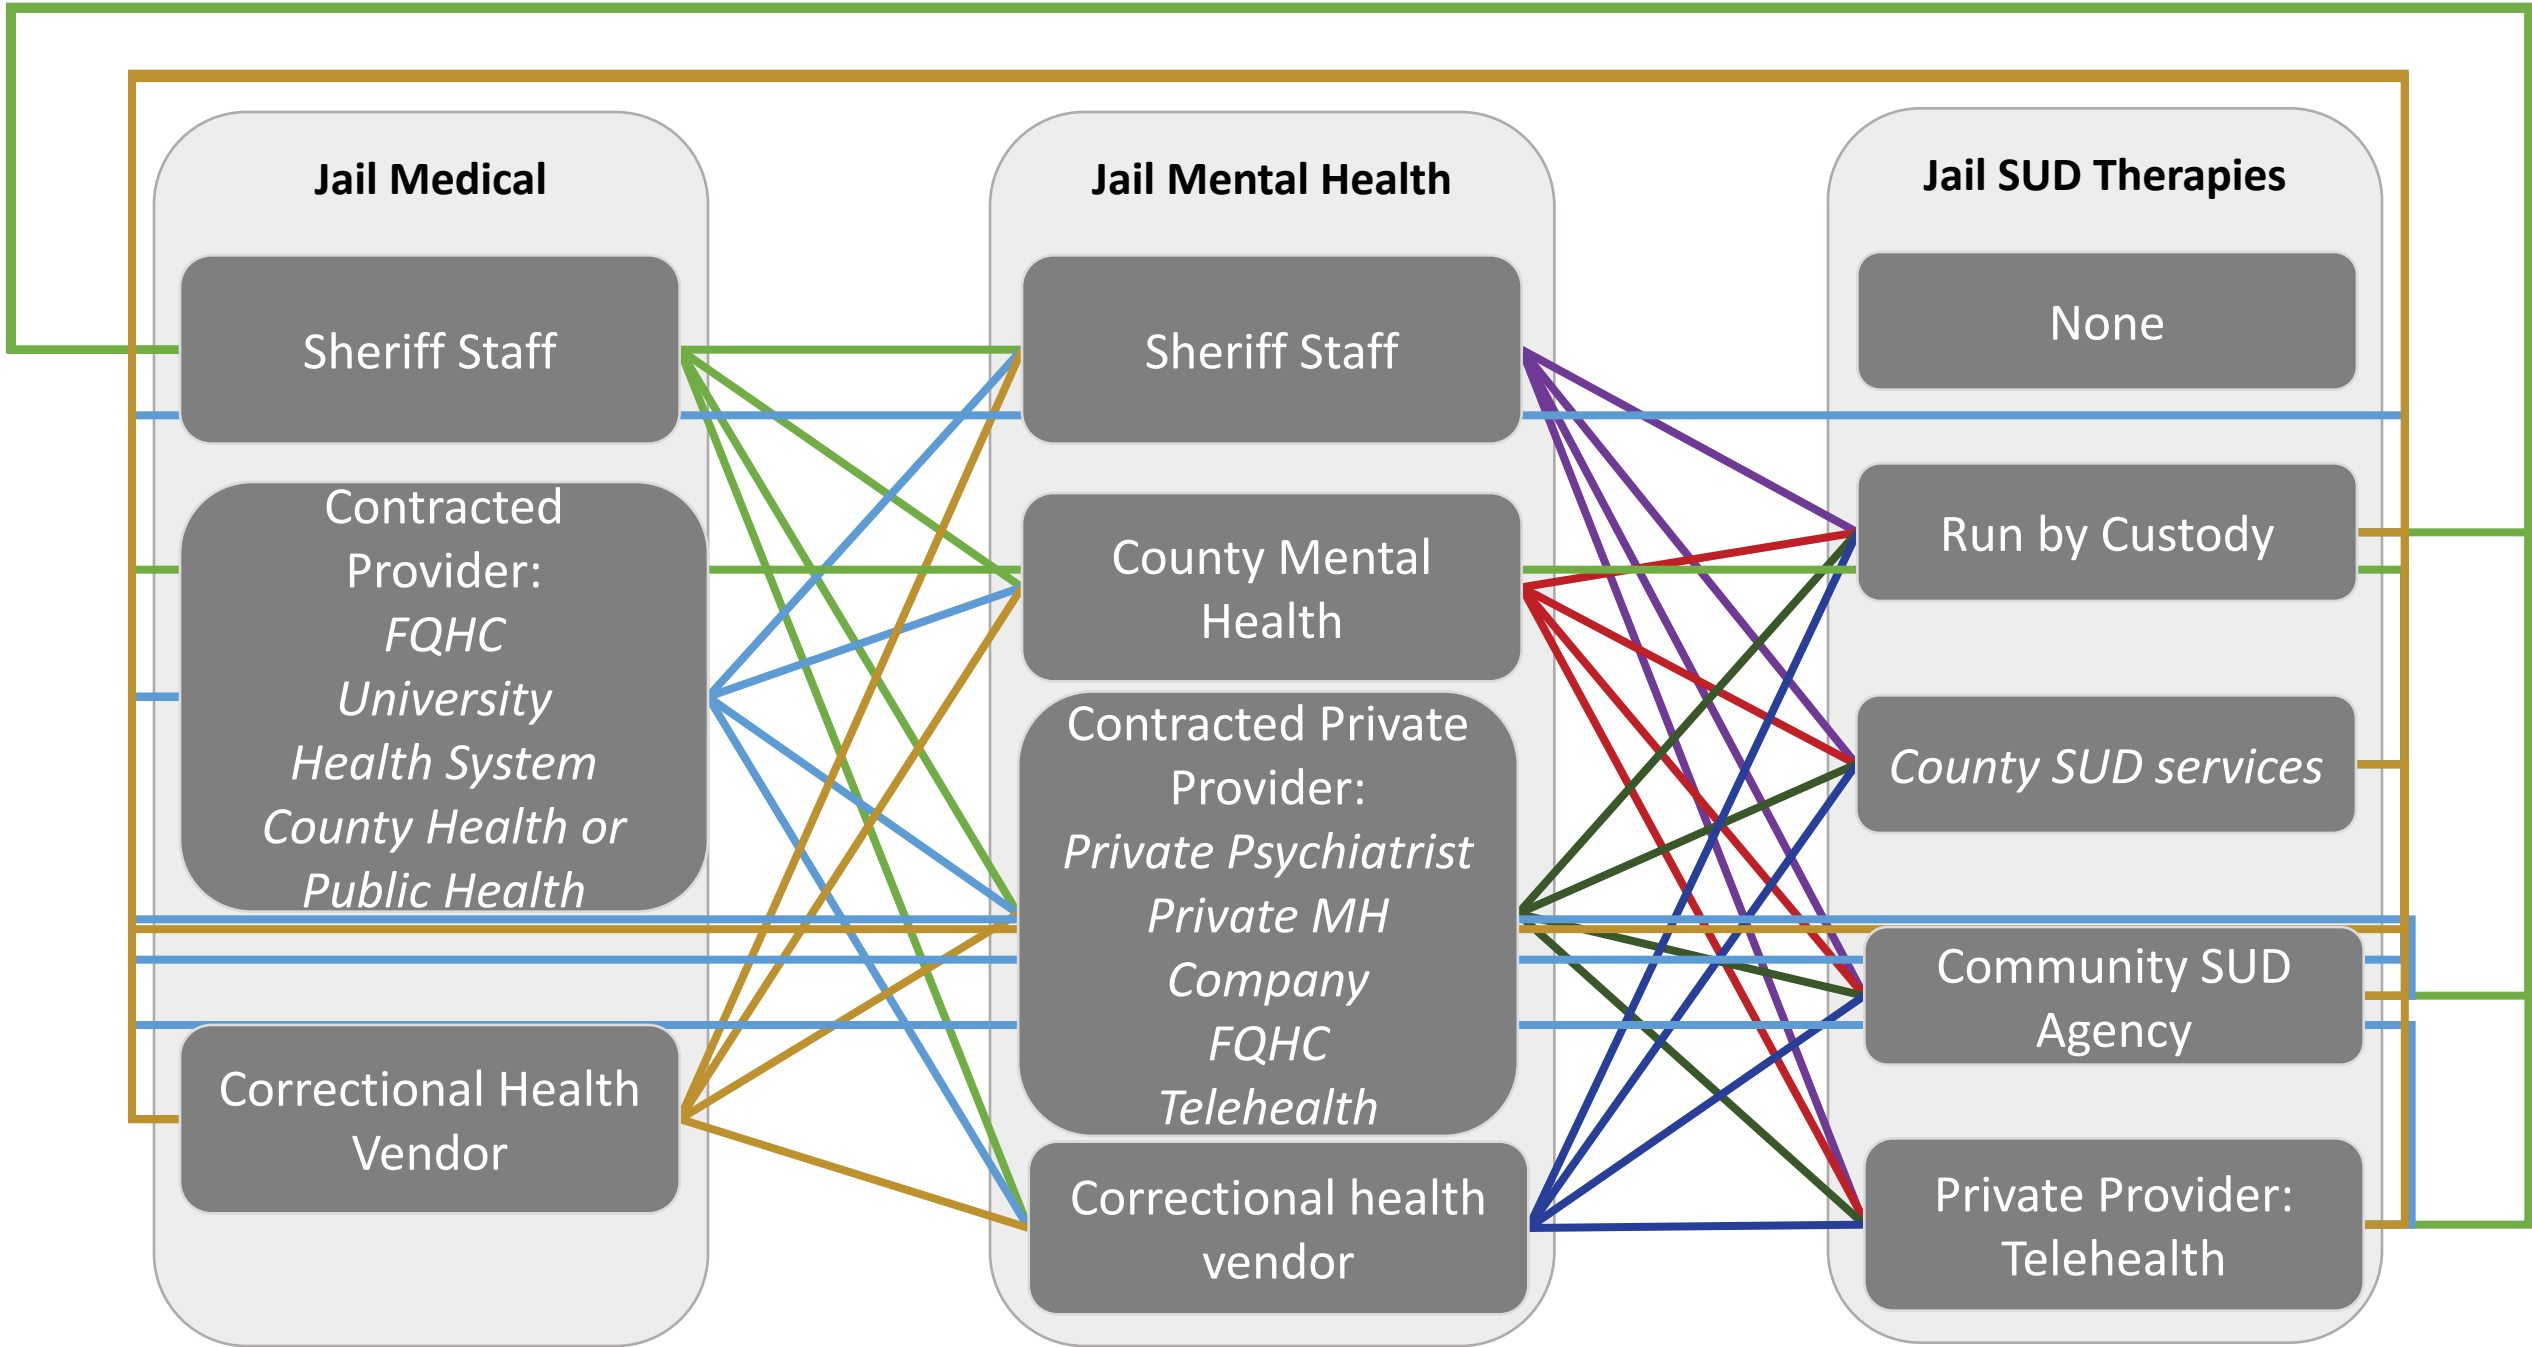 Jail Medical
Sheriff Staff
Contracted
Provider:
FQHC
University
Health System
County Health or
Public Health
Correctional Health
Vendor
Jail Mental Health
Sheriff Staff
County Mental
Health
Contracted Private
Provider:
Private Psychiatrist
Private MH
Company
FQHC
Telehealth
Correctional health
vendor
Jail SUD Therapies
None
Run by Custody
County SUD services
Community SUD
Agency
Private Provider:
Telehealth